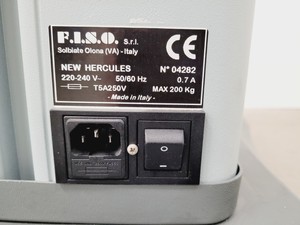 F.I.S.O. S.r.l.
Solbiate Olona (VA) - Italy
CE
NEW HERCULES N° 04282
220-240 V~ 50/60 Hz 0.7 A
T5A250V MAX 200 Kg
- Made in Italy -